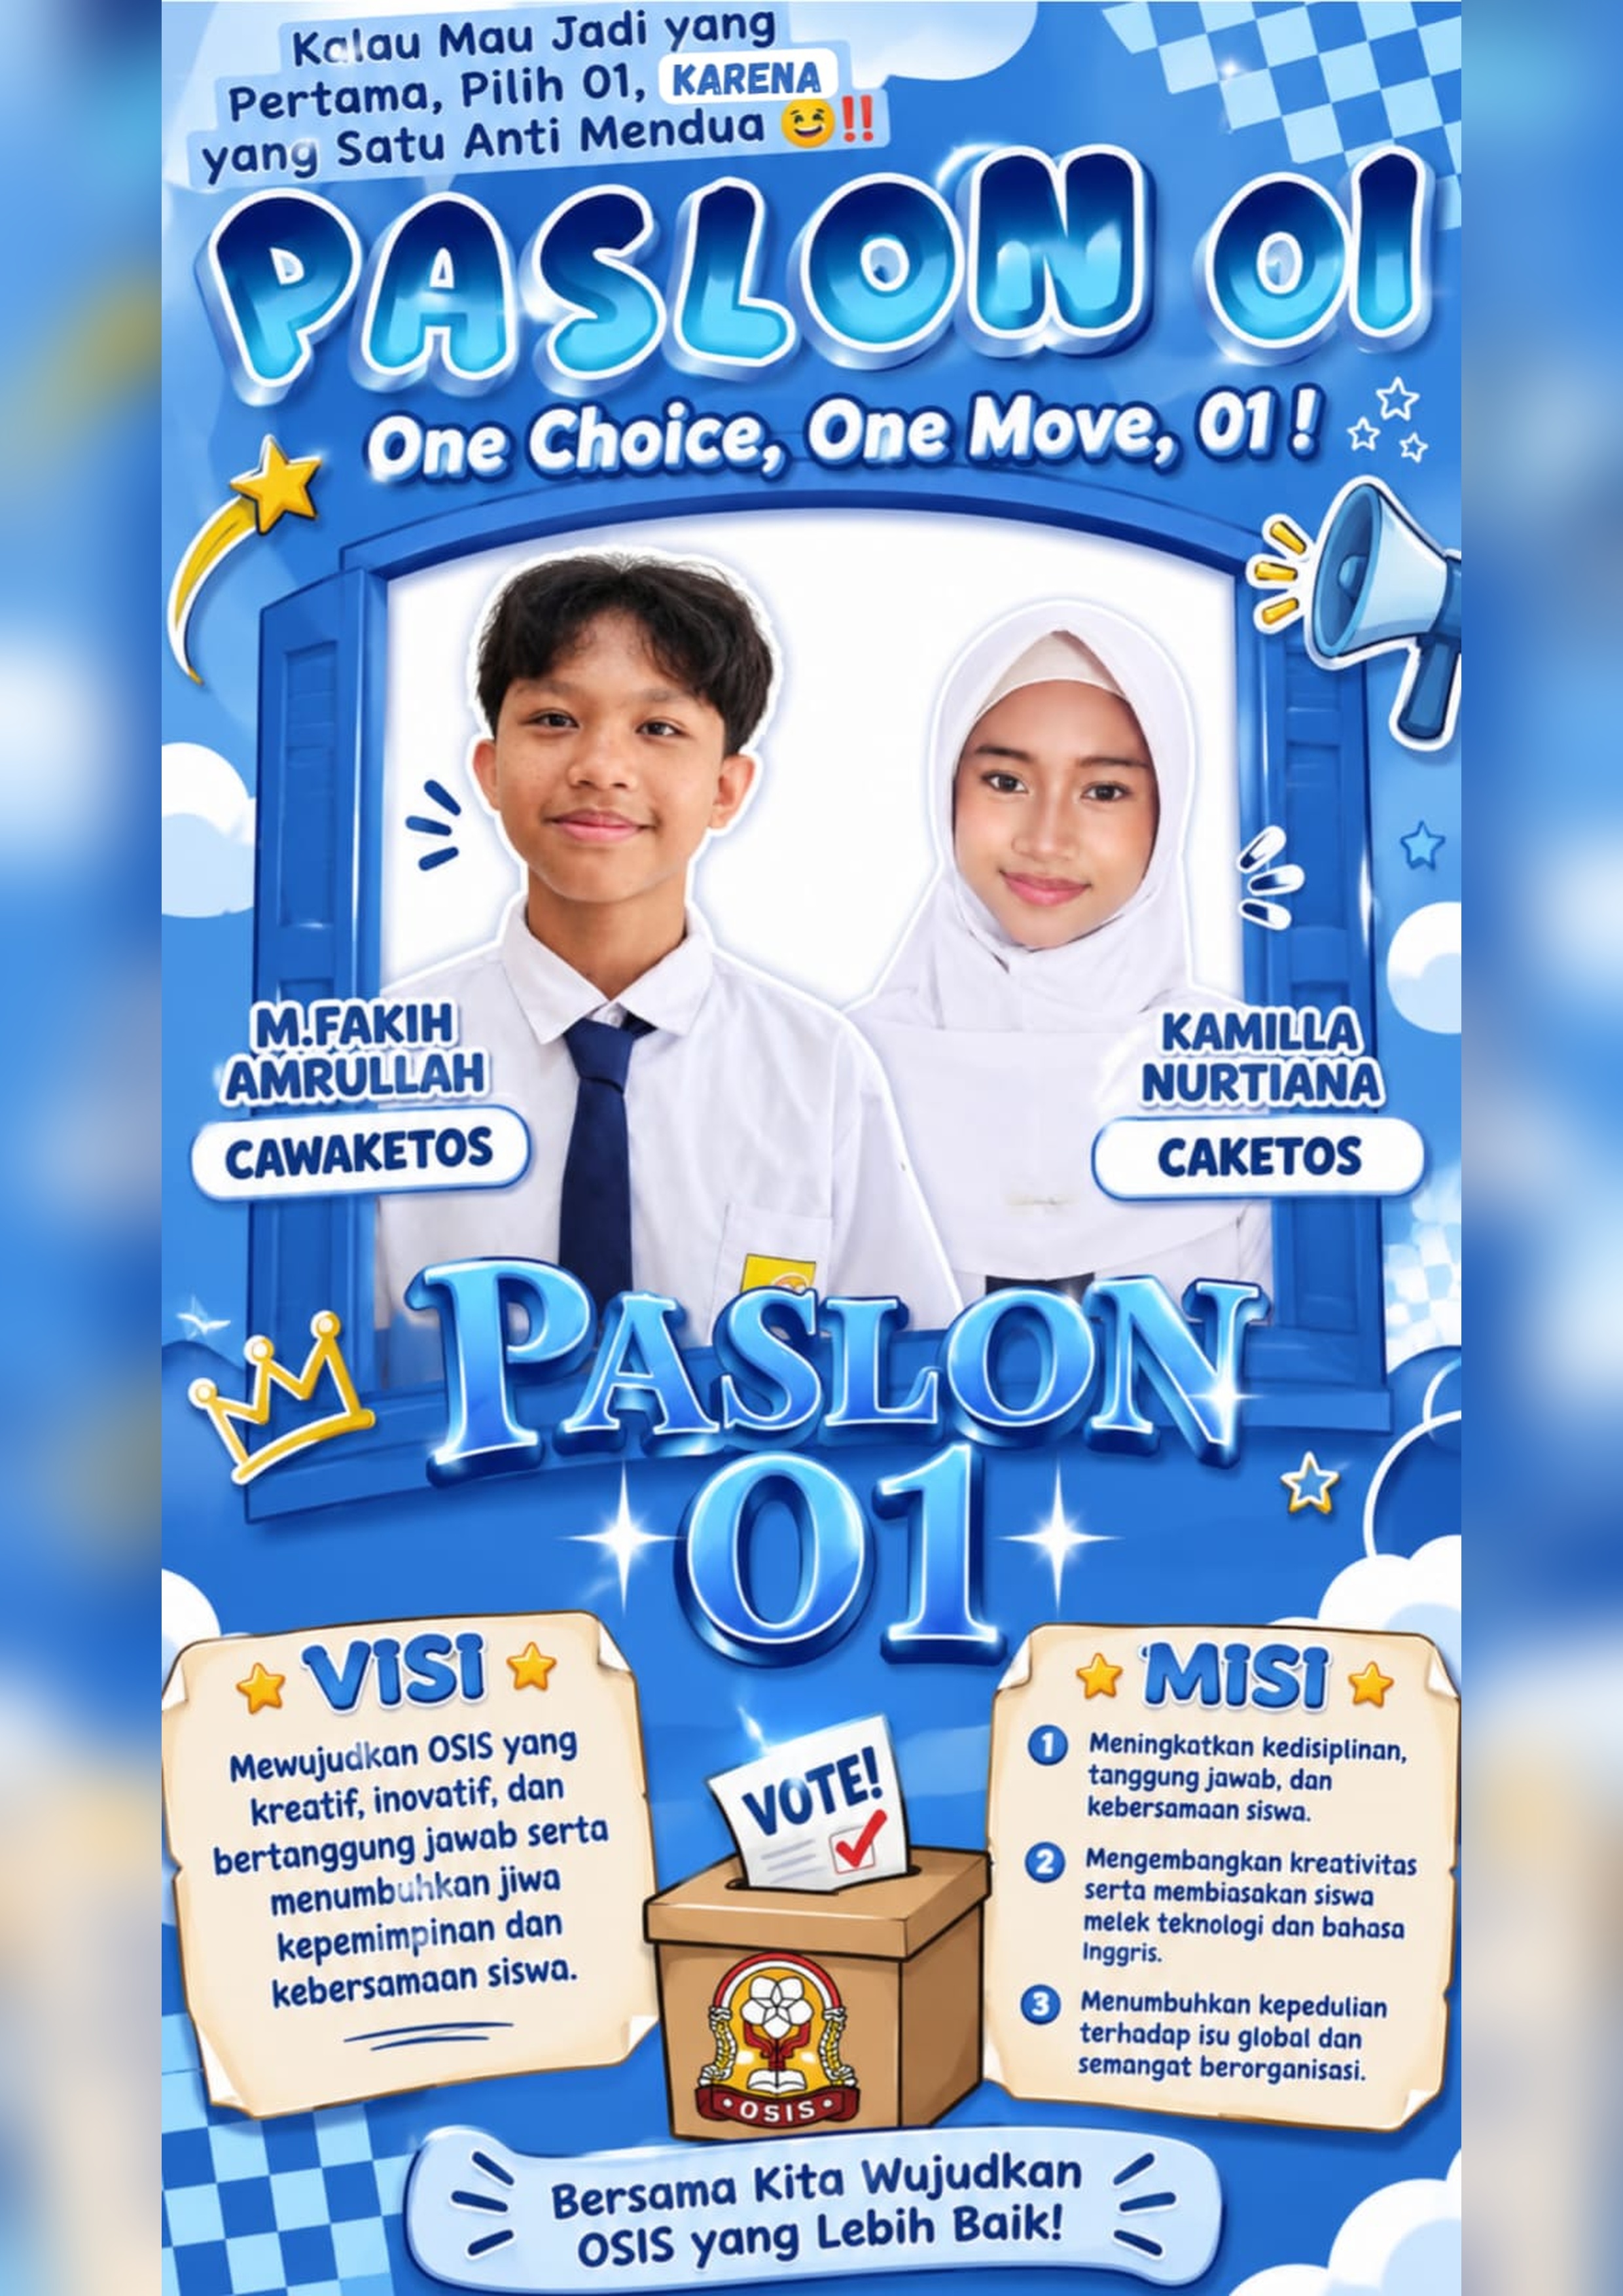 Kalau Mau Jadi yang
Pertama, Pilih 01, KARENA
yang Satu Anti Mendua 😆‼️
PASLON 01
One Choice, One Move, 01 !
M.FAKIH
AMRULLAH
CAWAKETOS
KAMILLA
NURTIANA
CAKETOS
PASLON
01
VISI
Mewujudkan OSIS yang
kreatif, inovatif, dan
bertanggung jawab serta
menumbuhkan jiwa
kepemimpinan dan
kebersamaan siswa.
VOTE!
OSIS
MISI
1 Meningkatkan kedisiplinan,
tanggung jawab, dan
kebersamaan siswa.
2 Mengembangkan kreativitas
serta membiasakan siswa
melek teknologi dan bahasa
Inggris.
3 Menumbuhkan kepedulian
terhadap isu global dan
semangat berorganisasi.
Bersama Kita Wujudkan
OSIS yang Lebih Baik!